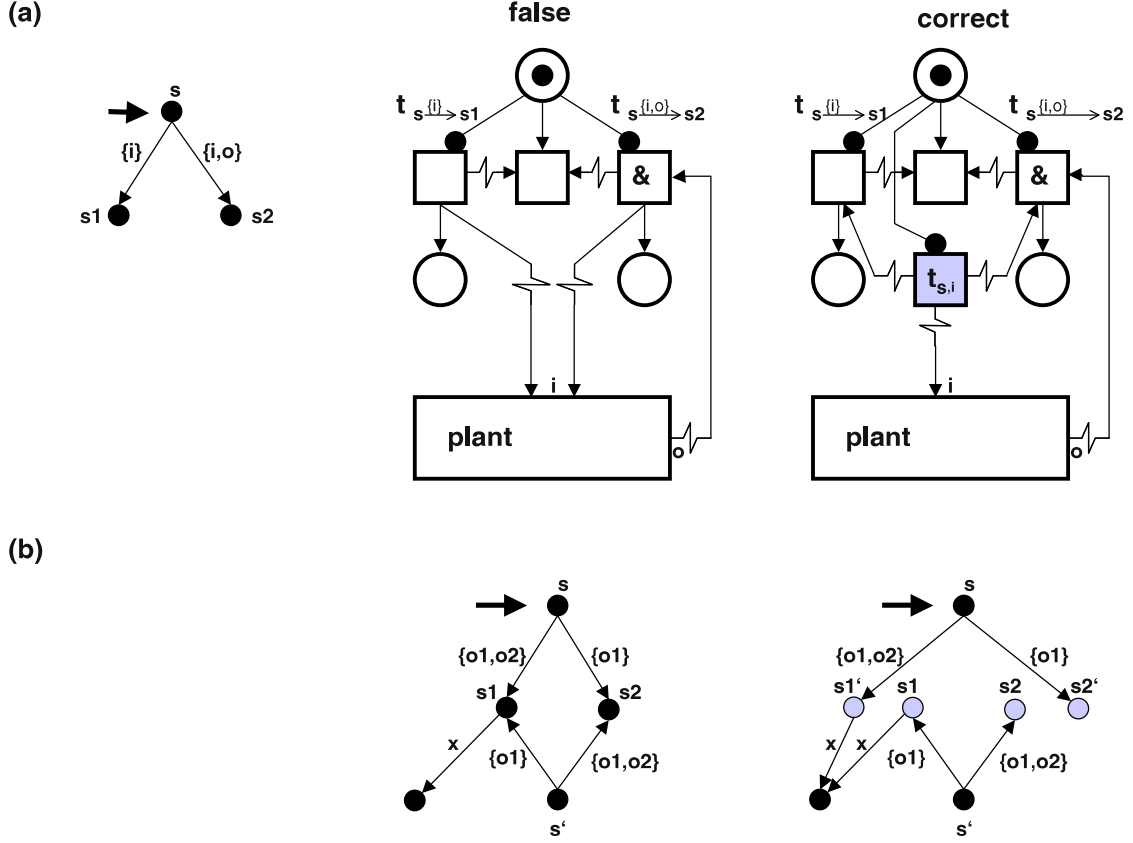 (a)
false
correct
s
{i}
{i,o}
s1
s2
t s{i}→s1
t s{i,o}→s2
&
i
plant
o
t s{i}→s1
t s{i,o}→s2
&
t s,i
i
plant
o
(b)
s
{o1,o2}
{o1}
s1
s2
x
{o1}
{o1,o2}
s‘
s
{o1,o2}
{o1}
s1‘
s1
s2
s2‘
x
x
{o1}
{o1,o2}
s‘